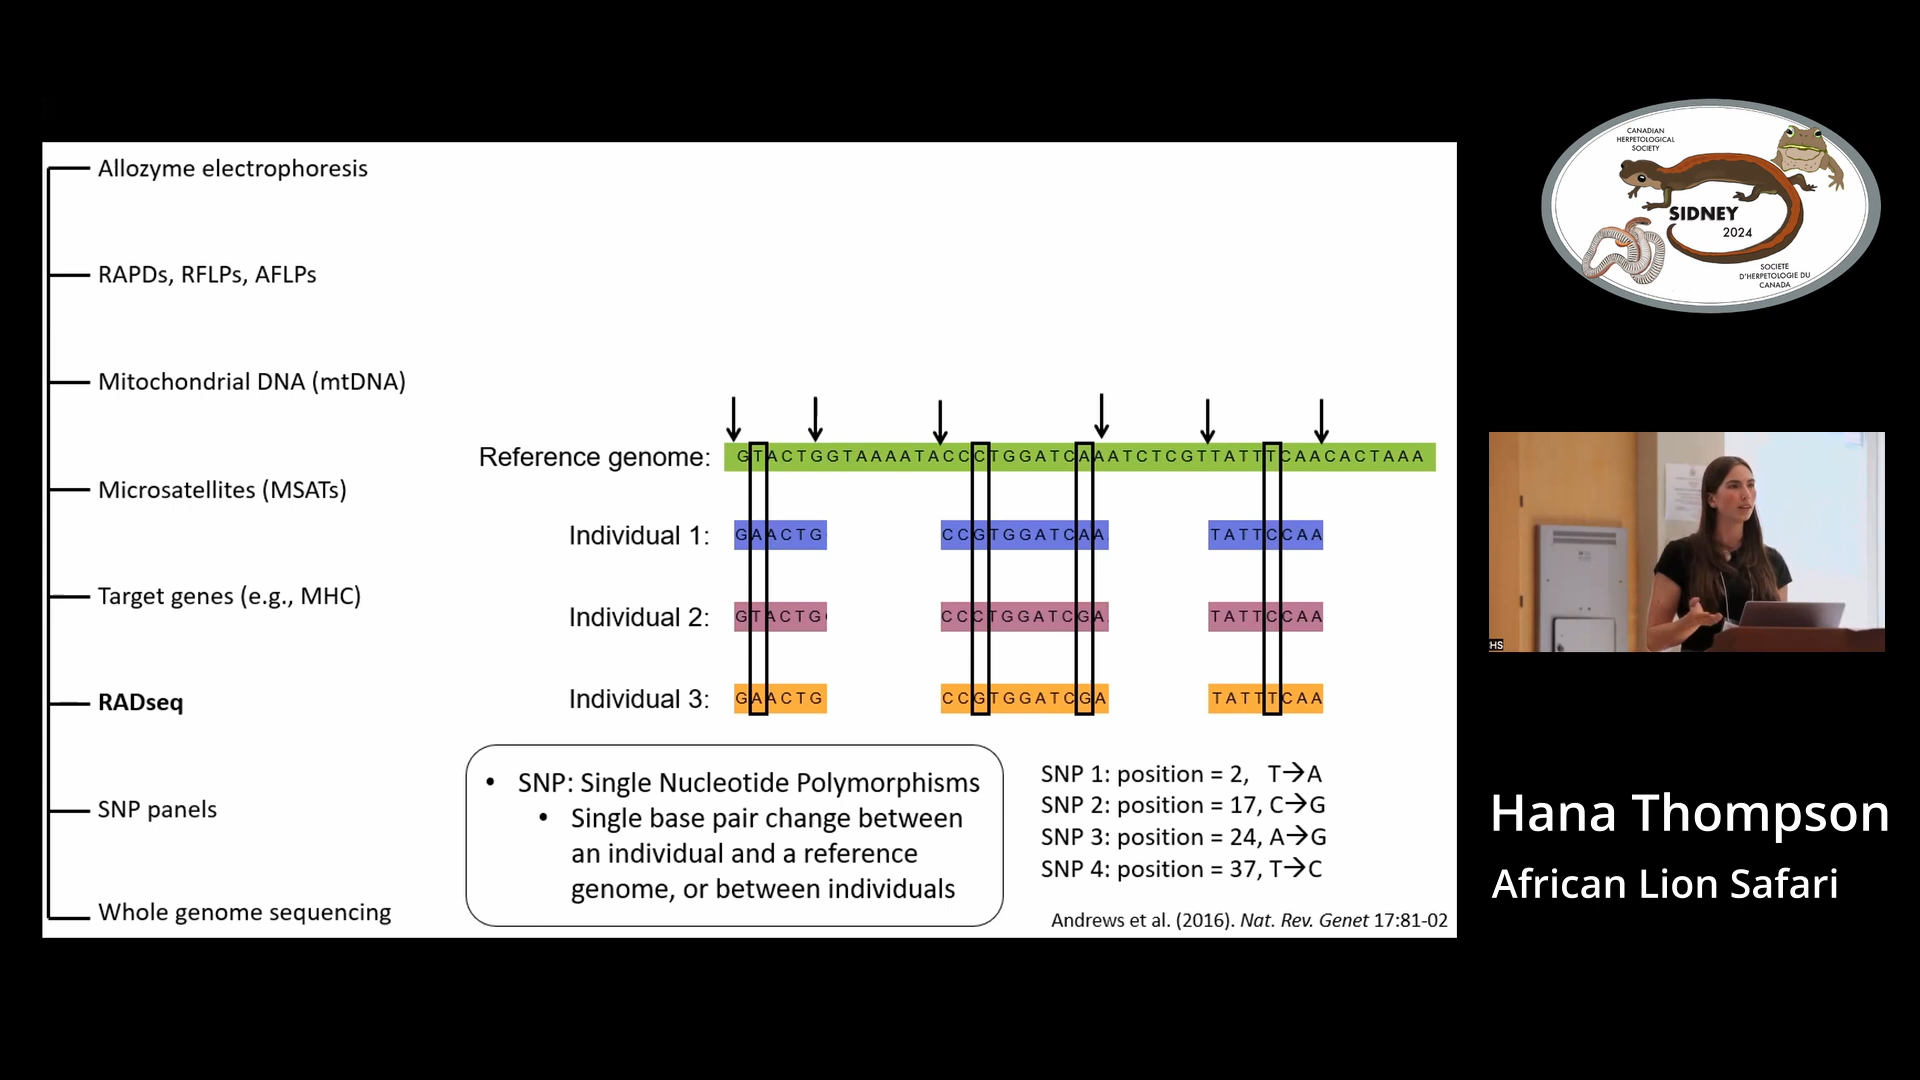 Allozyme electrophoresis
RAPDs, RFLPs, AFLPs
Mitochondrial DNA (mtDNA)
Microsatellites (MSATs)
Target genes (e.g., MHC)
RADseq
SNP panels
Whole genome sequencing
Reference genome: GTACTGGTAAAATACCCTGGATCAAATCTCGTTATTTCAACACTAAA
Individual 1: GAACTG CCGTGGATCAA TATTCCAA
Individual 2: GTACTG CCCTGGATCGA TATTCCAA
Individual 3: GAACTG CCGTGGATCGA TATTTCAA
• SNP: Single Nucleotide Polymorphisms
• Single base pair change between
an individual and a reference
genome, or between individuals
SNP 1: position = 2, T→A
SNP 2: position = 17, C→G
SNP 3: position = 24, A→G
SNP 4: position = 37, T→C
Andrews et al. (2016). Nat. Rev. Genet 17:81-02
CANADIAN
HERPETOLOGICAL
SOCIETY
SIDNEY
2024
SOCIETE
D'HERPETOLOGIE DU
CANADA
HS
Hana Thompson
African Lion Safari